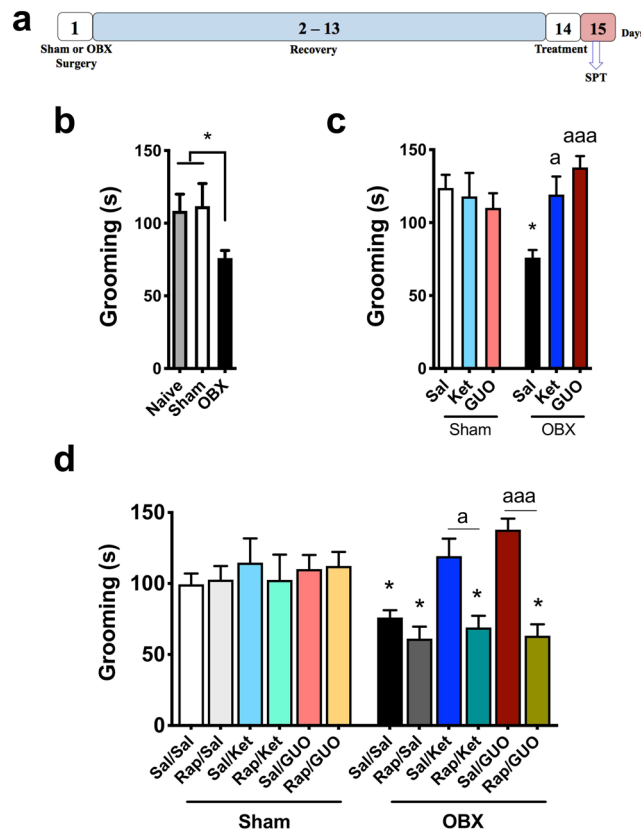 a
1
2 – 13
14
15
Days
Sham or OBX
Surgery
Recovery
Treatment
SPT
b
*
150
100
50
0
Grooming (s)
Naive
Sham
OBX
c
aaa
a
*
150
100
50
0
Grooming (s)
Sal
Ket
GUO
Sal
Ket
GUO
Sham
OBX
d
aaa
a
* * * *
150
100
50
0
Grooming (s)
Sal/Sal
Rap/Sal
Sal/Ket
Rap/Ket
Sal/GUO
Rap/GUO
Sal/Sal
Rap/Sal
Sal/Ket
Rap/Ket
Sal/GUO
Rap/GUO
Sham
OBX